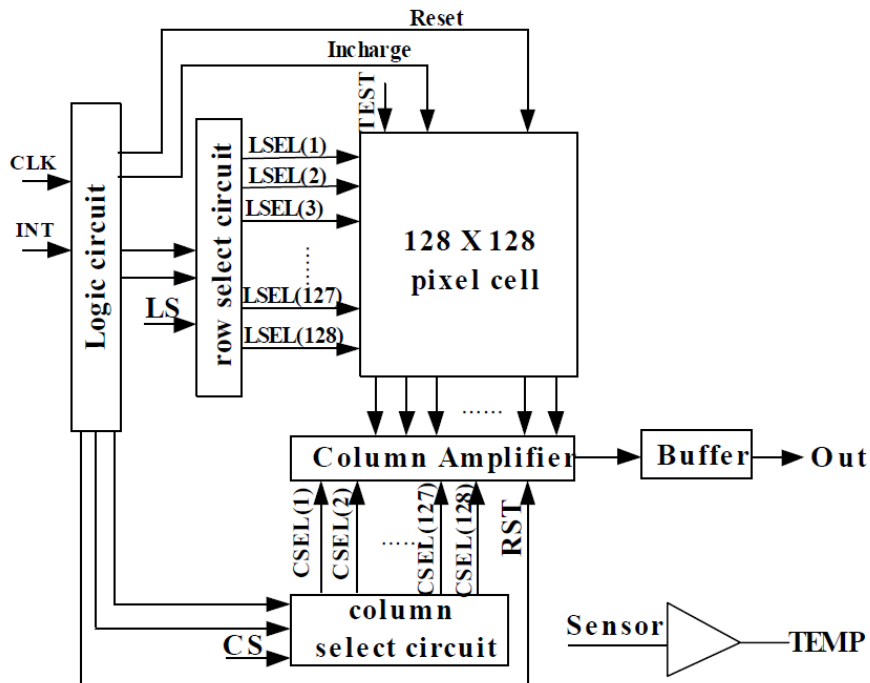 Reset
Incharge
TEST
CLK
INT
Logic circuit
LS
row select circuit
LSEL(1)
LSEL(2)
LSEL(3)
......
LSEL(127)
LSEL(128)
128 X 128
pixel cell
......
Column Amplifier
Buffer
Out
CSEL(1)
CSEL(2)
......
CSEL(127)
CSEL(128)
RST
column
select circuit
CS
Sensor
TEMP